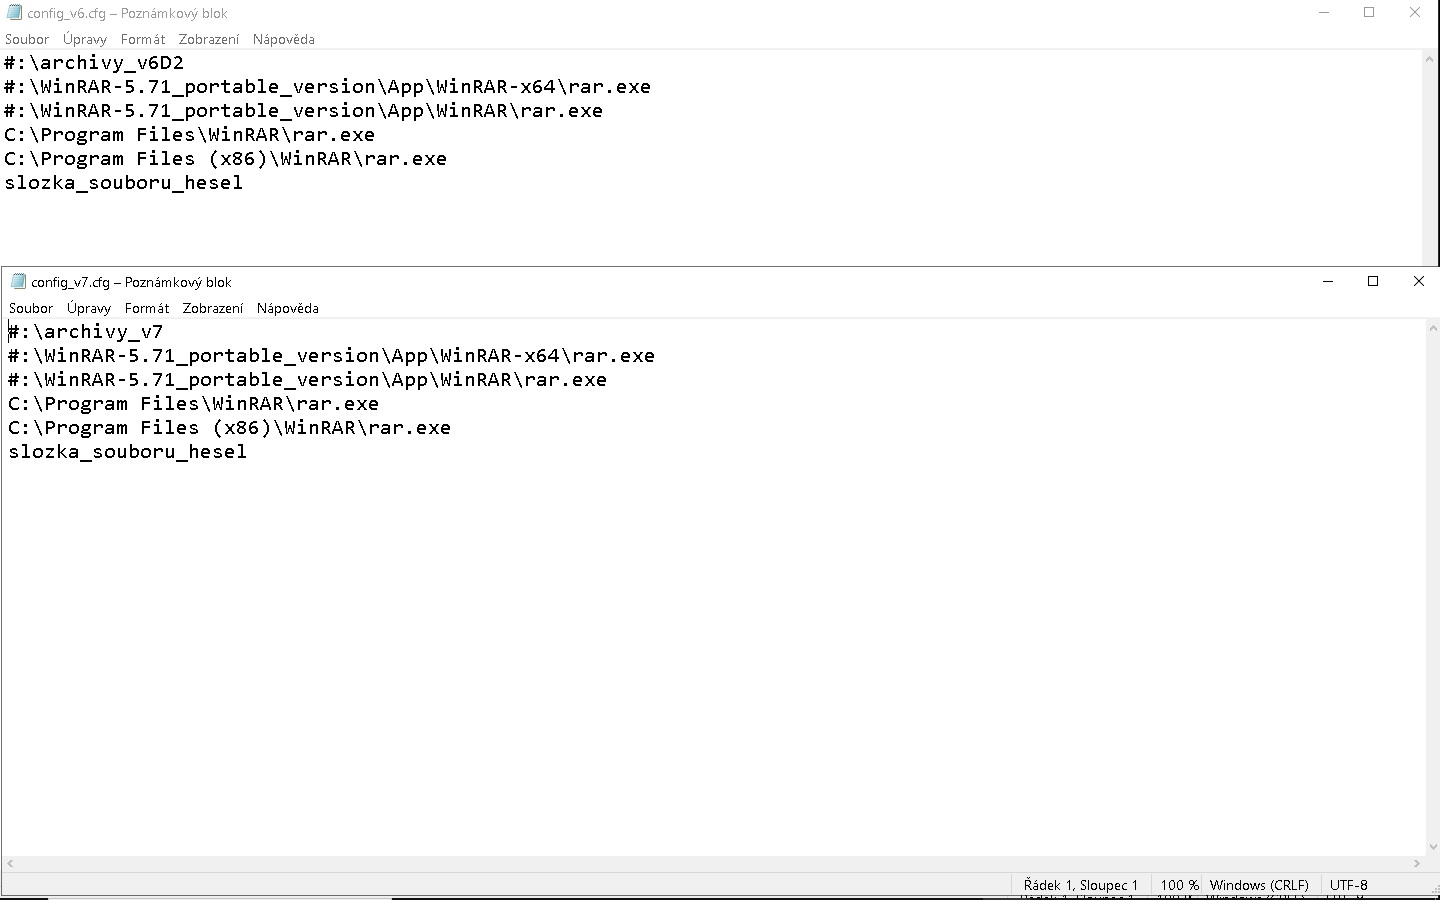 config_v6.cfg – Poznámkový blok
Soubor Úpravy Formát Zobrazení Nápověda
#:\archivy_v6D2
#:\WinRAR-5.71_portable_version\App\WinRAR-x64\rar.exe
#:\WinRAR-5.71_portable_version\App\WinRAR\rar.exe
C:\Program Files\WinRAR\rar.exe
C:\Program Files (x86)\WinRAR\rar.exe
slozka_souboru_hesel
config_v7.cfg – Poznámkový blok
Soubor Úpravy Formát Zobrazení Nápověda
#:\archivy_v7
#:\WinRAR-5.71_portable_version\App\WinRAR-x64\rar.exe
#:\WinRAR-5.71_portable_version\App\WinRAR\rar.exe
C:\Program Files\WinRAR\rar.exe
C:\Program Files (x86)\WinRAR\rar.exe
slozka_souboru_hesel
Řádek 1, Sloupec 1 100 % Windows (CRLF) UTF-8